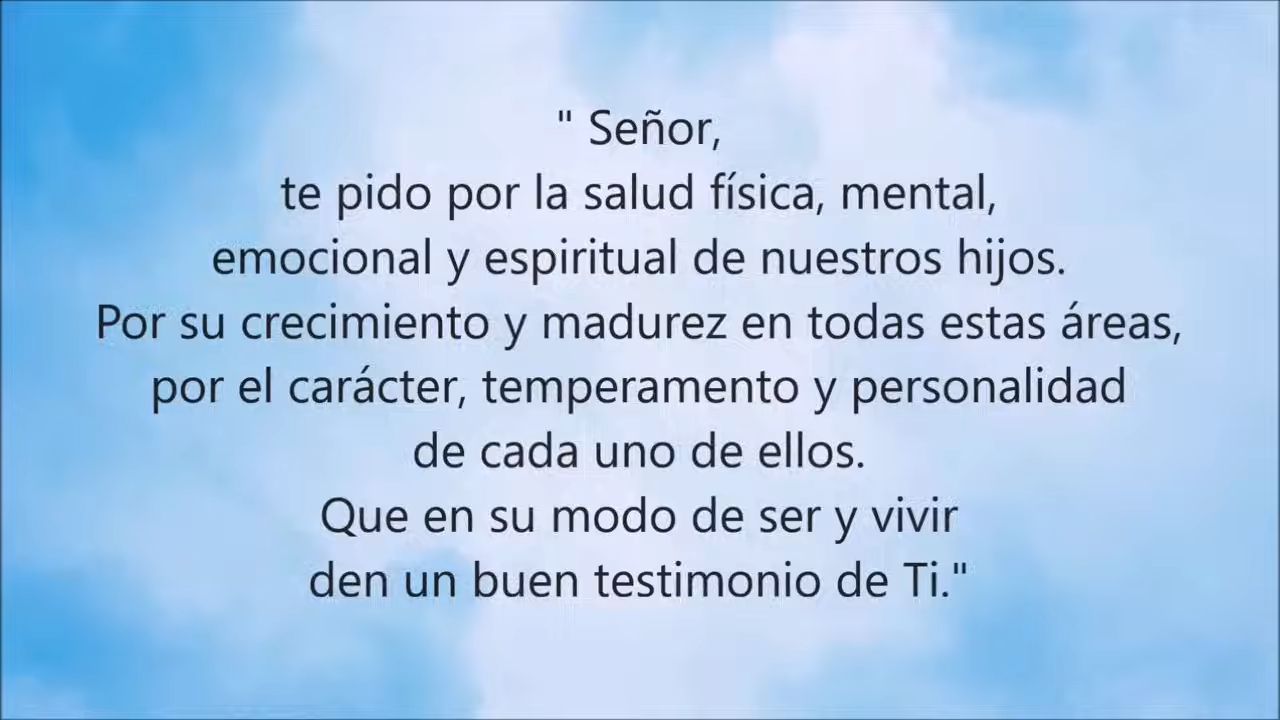 " Señor,
te pido por la salud física, mental,
emocional y espiritual de nuestros hijos.
Por su crecimiento y madurez en todas estas áreas,
por el carácter, temperamento y personalidad
de cada uno de ellos.
Que en su modo de ser y vivir
den un buen testimonio de Ti."